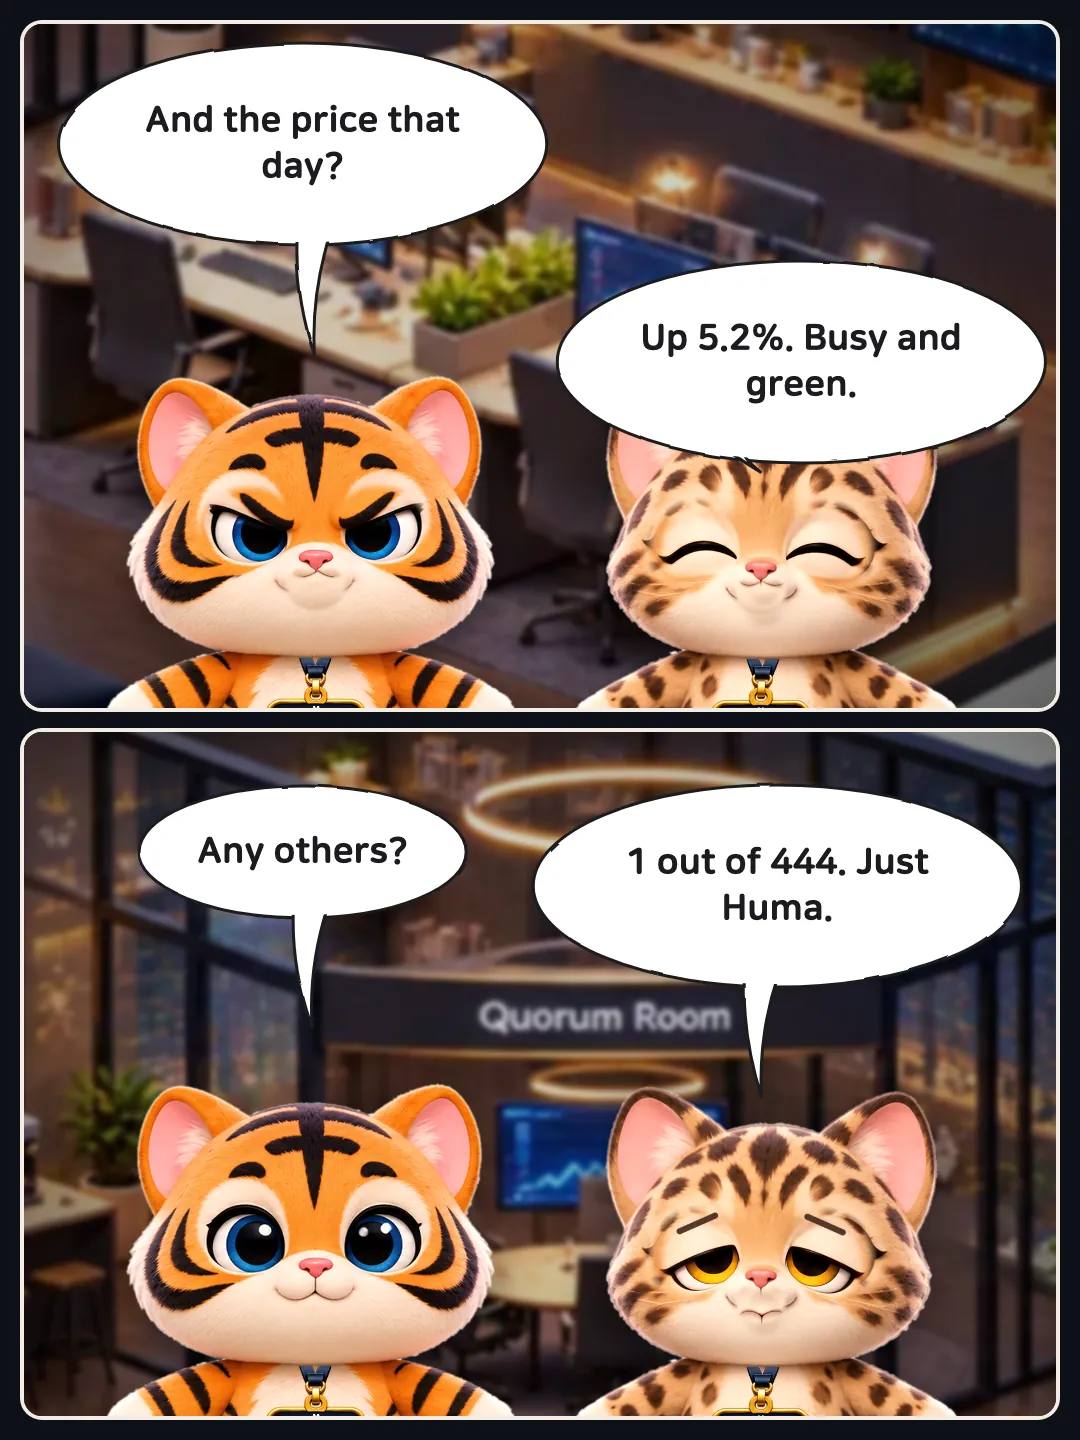 And the price that
day?
Up 5.2%. Busy and
green.
Any others?
1 out of 444. Just
Huma.
Quorum Room